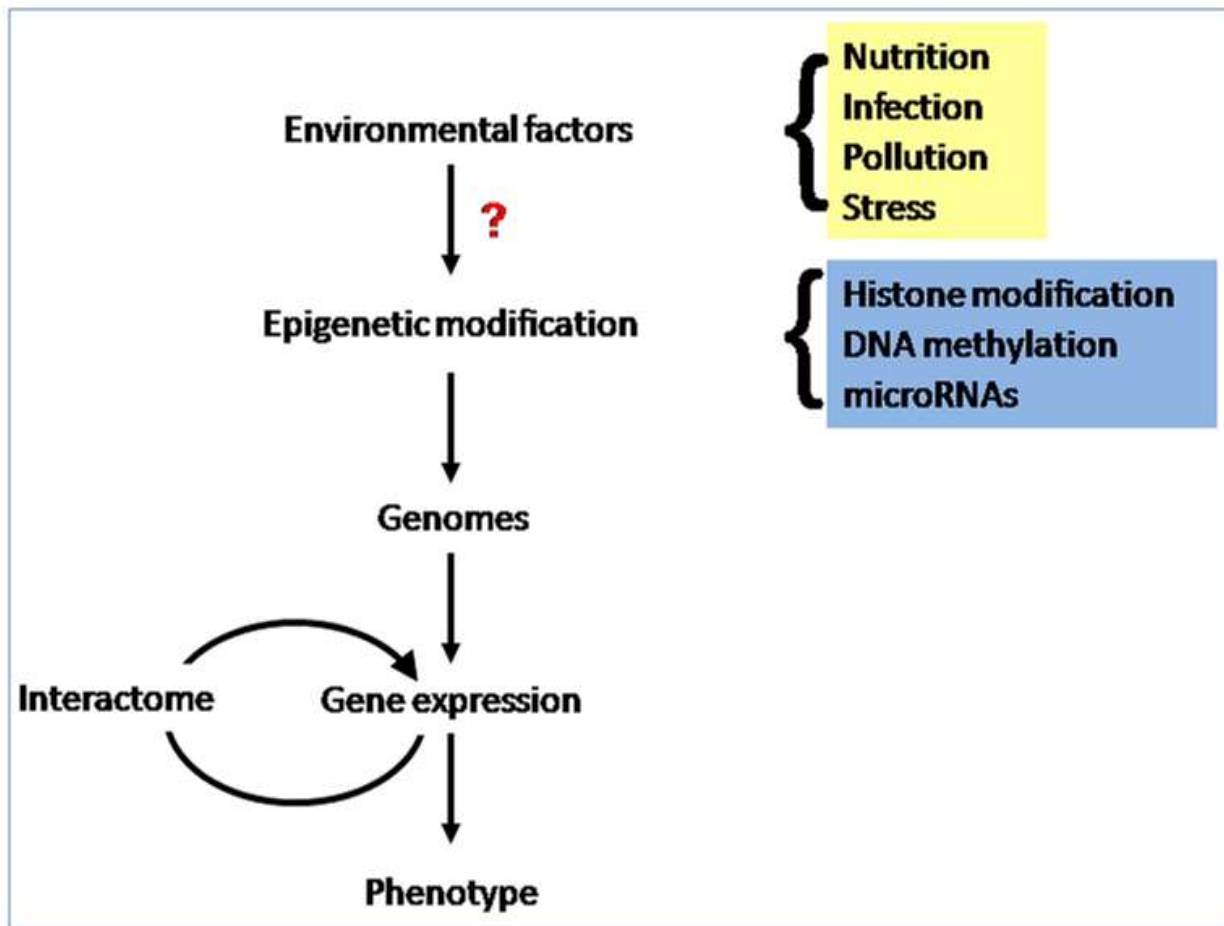 Environmental factors
Nutrition
Infection
Pollution
Stress
?
Epigenetic modification
Histone modification
DNA methylation
microRNAs
Genomes
Interactome
Gene expression
Phenotype